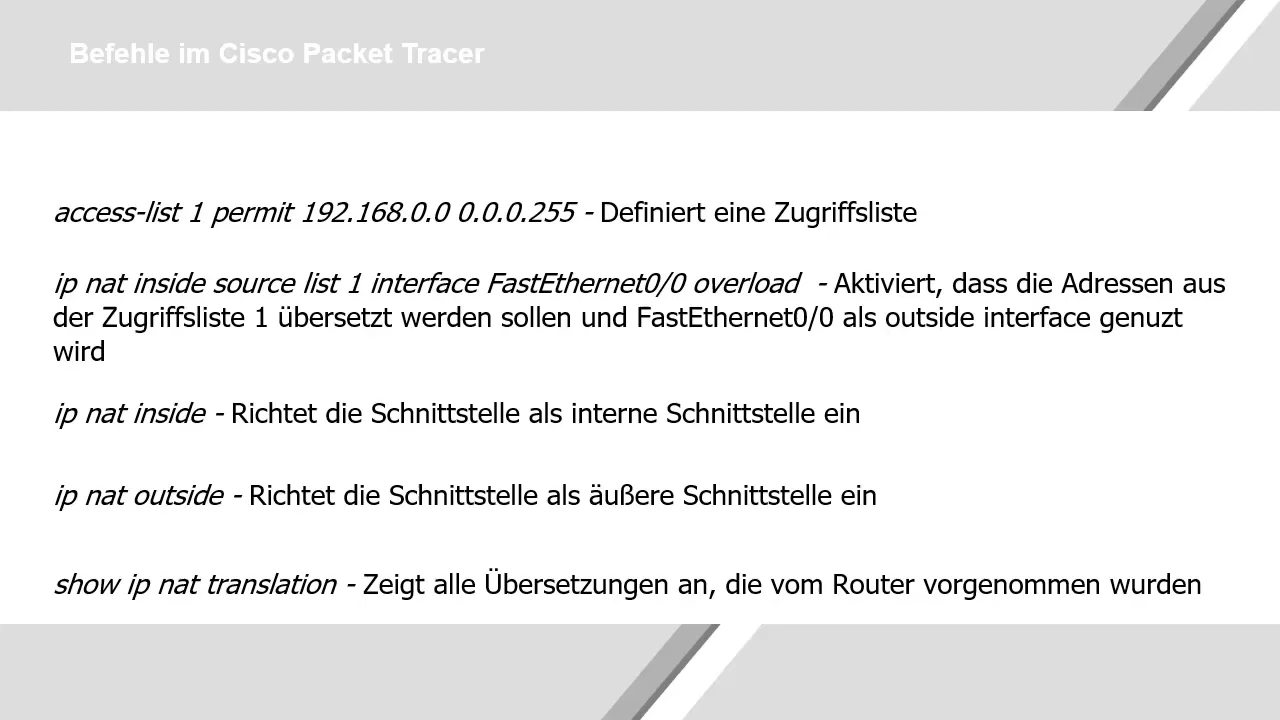 Befehle im Cisco Packet Tracer
access-list 1 permit 192.168.0.0 0.0.0.255 - Definiert eine Zugriffsliste
ip nat inside source list 1 interface FastEthernet0/0 overload  - Aktiviert, dass die Adressen aus
der Zugriffsliste 1 übersetzt werden sollen und FastEthernet0/0 als outside interface genuzt
wird
ip nat inside - Richtet die Schnittstelle als interne Schnittstelle ein
ip nat outside - Richtet die Schnittstelle als äußere Schnittstelle ein
show ip nat translation - Zeigt alle Übersetzungen an, die vom Router vorgenommen wurden